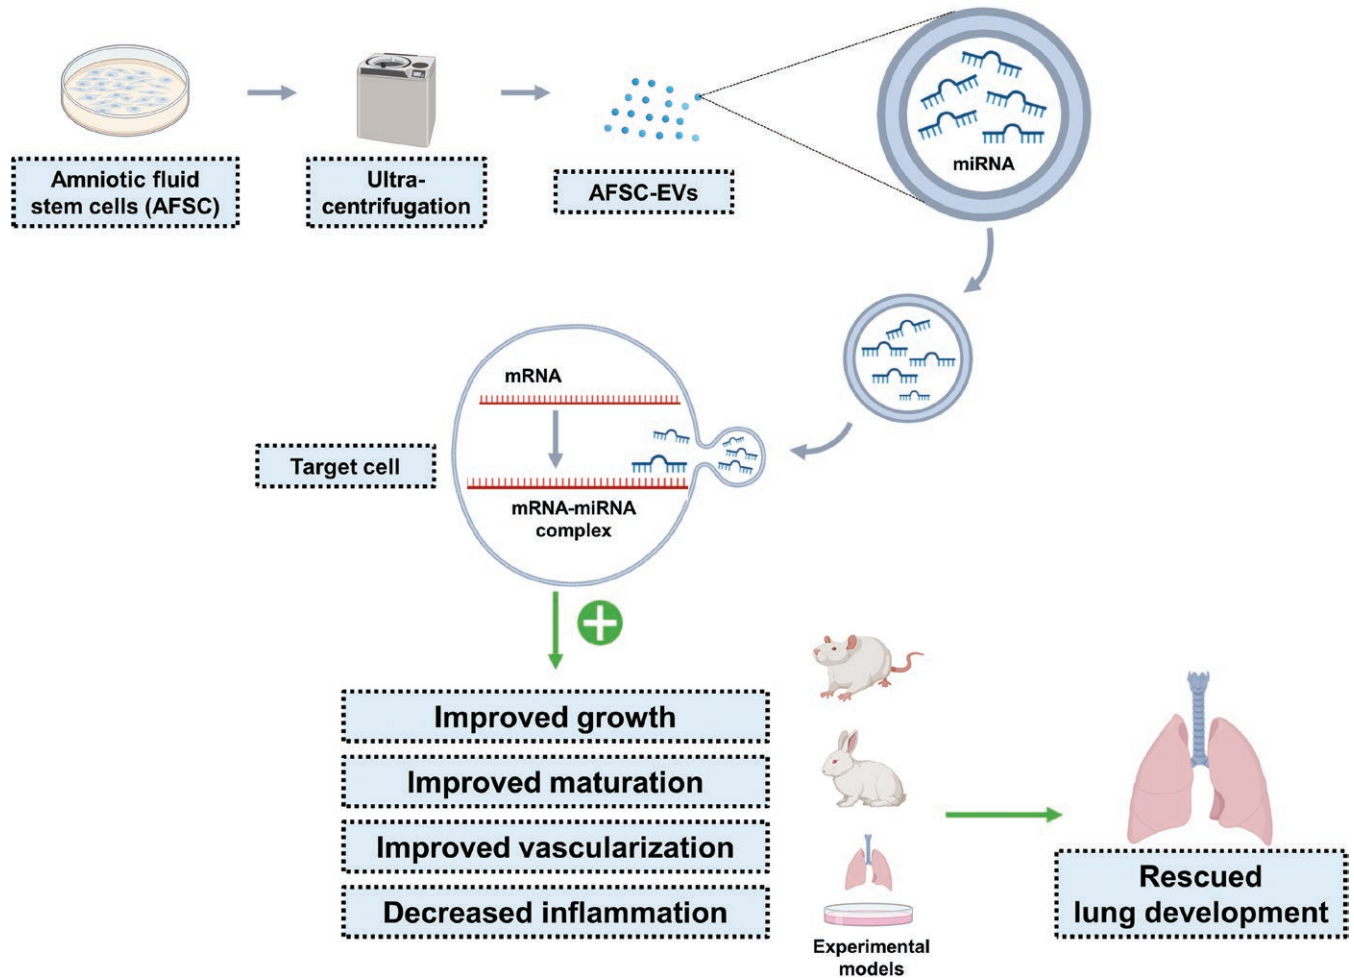 Amniotic fluid
stem cells (AFSC)
Ultra-
centrifugation
AFSC-EVs
miRNA
mRNA
Target cell
mRNA-miRNA
complex
Improved growth
Improved maturation
Improved vascularization
Decreased inflammation
Experimental
models
Rescued
lung development